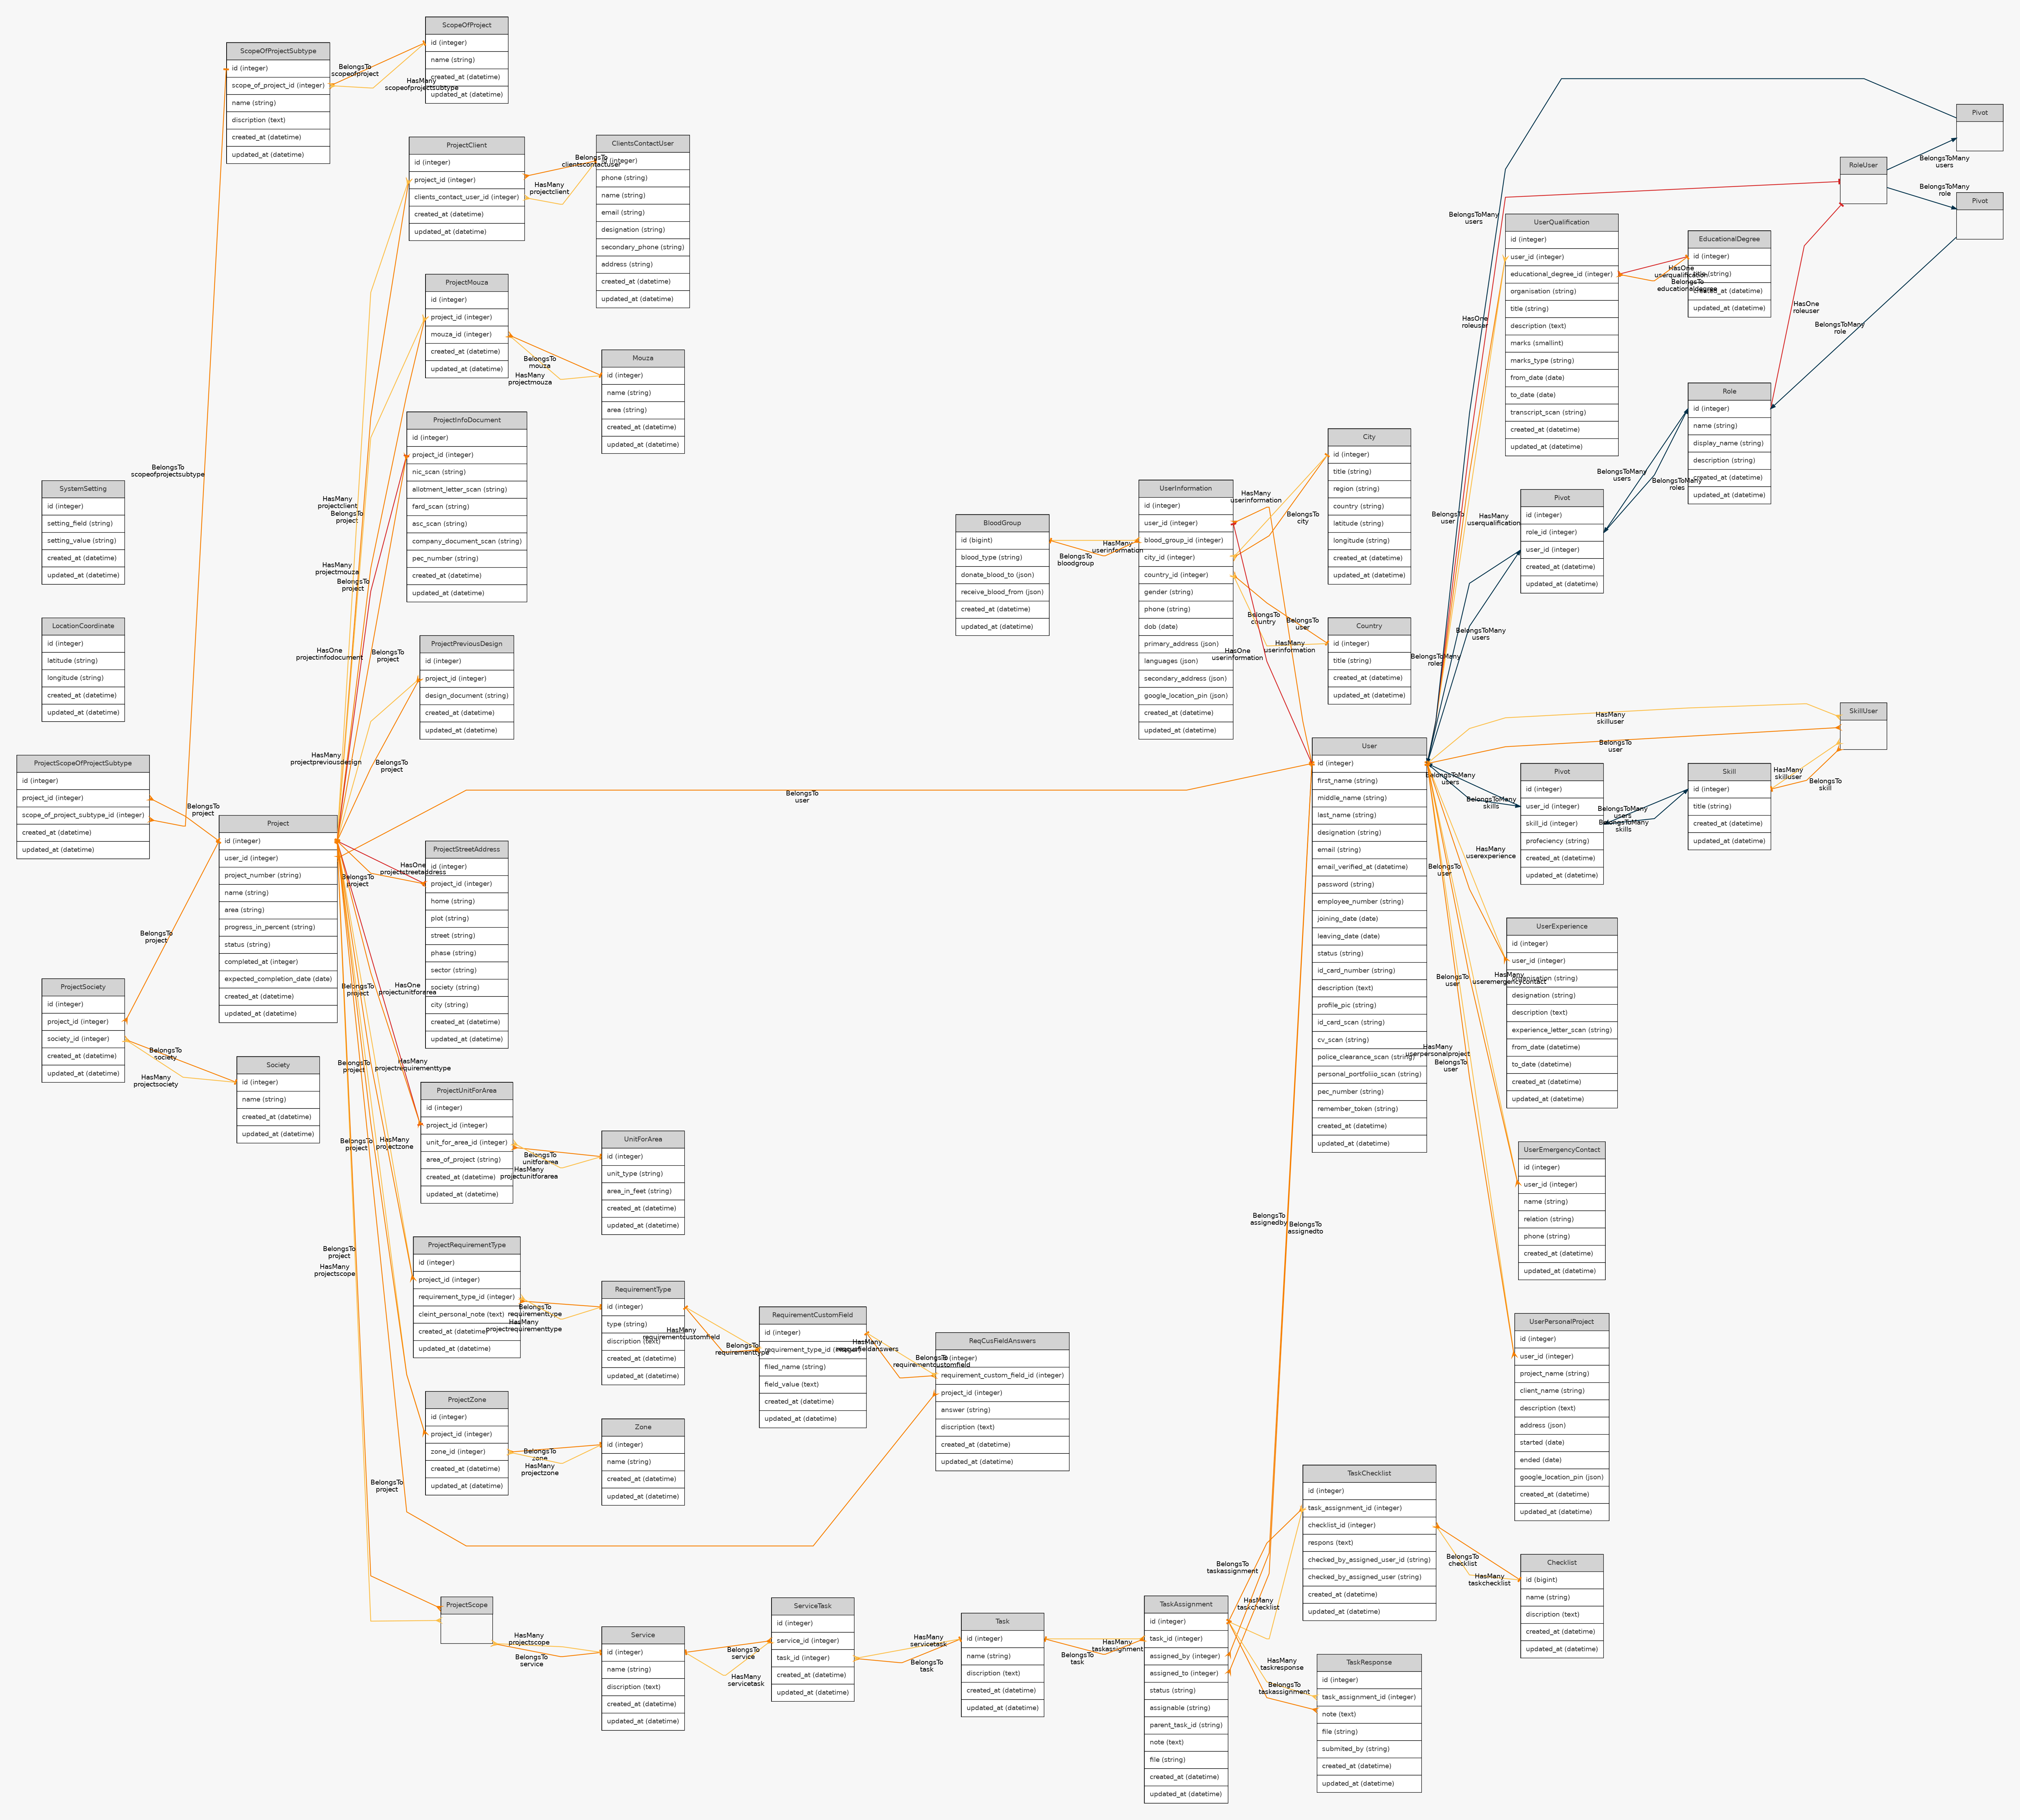 ScopeOfProject
id (integer)
name (string)
created_at (datetime)
updated_at (datetime)
ScopeOfProjectSubtype
id (integer)
scope_of_project_id (integer)
name (string)
discription (text)
created_at (datetime)
updated_at (datetime)
BelongsTo
scopeofproject
HasMany
scopeofprojectsubtype
ProjectClient
id (integer)
project_id (integer)
clients_contact_user_id (integer)
created_at (datetime)
updated_at (datetime)
ClientsContactUser
id (integer)
phone (string)
name (string)
email (string)
designation (string)
secondary_phone (string)
address (string)
created_at (datetime)
updated_at (datetime)
BelongsTo
clientscontactuser
HasMany
projectclient
ProjectMouza
id (integer)
project_id (integer)
mouza_id (integer)
created_at (datetime)
updated_at (datetime)
Mouza
id (integer)
name (string)
area (string)
created_at (datetime)
updated_at (datetime)
BelongsTo
mouza
HasMany
projectmouza
ProjectInfoDocument
id (integer)
project_id (integer)
nic_scan (string)
allotment_letter_scan (string)
fard_scan (string)
asc_scan (string)
company_document_scan (string)
pec_number (string)
created_at (datetime)
updated_at (datetime)
BelongsTo
scopeofprojectsubtype
SystemSetting
id (integer)
setting_field (string)
setting_value (string)
created_at (datetime)
updated_at (datetime)
HasMany
projectclient
BelongsTo
project
HasMany
projectmouza
BelongsTo
project
LocationCoordinate
id (integer)
latitude (string)
longitude (string)
created_at (datetime)
updated_at (datetime)
HasOne
projectinfodocument
BelongsTo
project
ProjectPreviousDesign
id (integer)
project_id (integer)
design_document (string)
created_at (datetime)
updated_at (datetime)
HasMany
projectpreviousdesign
BelongsTo
project
ProjectScopeOfProjectSubtype
id (integer)
project_id (integer)
scope_of_project_subtype_id (integer)
created_at (datetime)
updated_at (datetime)
BelongsTo
project
Project
id (integer)
user_id (integer)
project_number (string)
name (string)
area (string)
progress_in_percent (string)
status (string)
completed_at (integer)
expected_completion_date (date)
created_at (datetime)
updated_at (datetime)
BelongsTo
user
ProjectStreetAddress
id (integer)
project_id (integer)
home (string)
plot (string)
street (string)
phase (string)
sector (string)
society (string)
city (string)
created_at (datetime)
updated_at (datetime)
HasOne
projectstreetaddress
BelongsTo
project
BelongsTo
project
ProjectSociety
id (integer)
project_id (integer)
society_id (integer)
created_at (datetime)
updated_at (datetime)
BelongsTo
society
HasMany
projectsociety
Society
id (integer)
name (string)
created_at (datetime)
updated_at (datetime)
BelongsTo
project
HasOne
projectunitforarea
BelongsTo
project
HasMany
projectrequirementtype
ProjectUnitForArea
id (integer)
project_id (integer)
unit_for_area_id (integer)
area_of_project (string)
created_at (datetime)
updated_at (datetime)
BelongsTo
project
HasMany
projectzone
UnitForArea
id (integer)
unit_type (string)
area_in_feet (string)
created_at (datetime)
updated_at (datetime)
BelongsTo
unitforarea
HasMany
projectunitforarea
BelongsTo
project
HasMany
projectscope
ProjectRequirementType
id (integer)
project_id (integer)
requirement_type_id (integer)
cleint_personal_note (text)
created_at (datetime)
updated_at (datetime)
BelongsTo
requirementtype
HasMany
projectrequirementtype
RequirementType
id (integer)
type (string)
discription (text)
created_at (datetime)
updated_at (datetime)
HasMany
requirementcustomfield
BelongsTo
requirementtype
RequirementCustomField
id (integer)
requirement_type_id (integer)
filed_name (string)
field_value (text)
created_at (datetime)
updated_at (datetime)
HasMany
reqcusfieldanswers
BelongsTo
requirementcustomfield
ReqCusFieldAnswers
id (integer)
requirement_custom_field_id (integer)
project_id (integer)
answer (string)
discription (text)
created_at (datetime)
updated_at (datetime)
ProjectZone
id (integer)
project_id (integer)
zone_id (integer)
created_at (datetime)
updated_at (datetime)
BelongsTo
zone
HasMany
projectzone
Zone
id (integer)
name (string)
created_at (datetime)
updated_at (datetime)
BelongsTo
project
ProjectScope
HasMany
projectscope
BelongsTo
service
Service
id (integer)
name (string)
discription (text)
created_at (datetime)
updated_at (datetime)
BelongsTo
service
HasMany
servicetask
ServiceTask
id (integer)
service_id (integer)
task_id (integer)
created_at (datetime)
updated_at (datetime)
HasMany
servicetask
BelongsTo
task
Task
id (integer)
name (string)
discription (text)
created_at (datetime)
updated_at (datetime)
HasMany
taskassignment
BelongsTo
task
TaskAssignment
id (integer)
task_id (integer)
assigned_by (integer)
assigned_to (integer)
status (string)
assignable (string)
parent_task_id (string)
note (text)
file (string)
created_at (datetime)
updated_at (datetime)
BelongsTo
taskassignment
HasMany
taskchecklist
HasMany
taskresponse
BelongsTo
taskassignment
TaskChecklist
id (integer)
task_assignment_id (integer)
checklist_id (integer)
respons (text)
checked_by_assigned_user_id (string)
checked_by_assigned_user (string)
created_at (datetime)
updated_at (datetime)
BelongsTo
checklist
HasMany
taskchecklist
Checklist
id (bigint)
name (string)
discription (text)
created_at (datetime)
updated_at (datetime)
TaskResponse
id (integer)
task_assignment_id (integer)
note (text)
file (string)
submited_by (string)
created_at (datetime)
updated_at (datetime)
BelongsTo
assignedby
BelongsTo
assignedto
BloodGroup
id (bigint)
blood_type (string)
donate_blood_to (json)
receive_blood_from (json)
created_at (datetime)
updated_at (datetime)
HasMany
userinformation
BelongsTo
bloodgroup
UserInformation
id (integer)
user_id (integer)
blood_group_id (integer)
city_id (integer)
country_id (integer)
gender (string)
phone (string)
dob (date)
primary_address (json)
languages (json)
secondary_address (json)
google_location_pin (json)
created_at (datetime)
updated_at (datetime)
HasMany
userinformation
BelongsTo
city
City
id (integer)
title (string)
region (string)
country (string)
latitude (string)
longitude (string)
created_at (datetime)
updated_at (datetime)
BelongsTo
country
BelongsTo
user
HasOne
userinformation
HasMany
userinformation
Country
id (integer)
title (string)
created_at (datetime)
updated_at (datetime)
User
id (integer)
first_name (string)
middle_name (string)
last_name (string)
designation (string)
email (string)
email_verified_at (datetime)
password (string)
employee_number (string)
joining_date (date)
leaving_date (date)
status (string)
id_card_number (string)
description (text)
profile_pic (string)
id_card_scan (string)
cv_scan (string)
police_clearance_scan (string)
personal_portfoliio_scan (string)
pec_number (string)
remember_token (string)
created_at (datetime)
updated_at (datetime)
Pivot
RoleUser
BelongsToMany
users
BelongsToMany
role
Pivot
BelongsToMany
users
UserQualification
id (integer)
user_id (integer)
educational_degree_id (integer)
organisation (string)
title (string)
description (text)
marks (smallint)
marks_type (string)
from_date (date)
to_date (date)
transcript_scan (string)
created_at (datetime)
updated_at (datetime)
EducationalDegree
id (integer)
title (string)
created_at (datetime)
updated_at (datetime)
HasOne
userqualification
BelongsTo
educationaldegree
HasOne
roleuser
HasOne
roleuser
BelongsToMany
role
Role
id (integer)
name (string)
display_name (string)
description (string)
created_at (datetime)
updated_at (datetime)
BelongsToMany
users
BelongsToMany
roles
Pivot
id (integer)
role_id (integer)
user_id (integer)
created_at (datetime)
updated_at (datetime)
BelongsTo
user
HasMany
userqualification
BelongsToMany
users
BelongsToMany
roles
HasMany
skilluser
BelongsTo
user
SkillUser
BelongsToMany
users
BelongsToMany
skills
Pivot
id (integer)
user_id (integer)
skill_id (integer)
profeciency (string)
created_at (datetime)
updated_at (datetime)
BelongsToMany
users
BelongsToMany
skills
Skill
id (integer)
title (string)
created_at (datetime)
updated_at (datetime)
HasMany
skilluser
BelongsTo
skill
HasMany
userexperience
BelongsTo
user
UserExperience
id (integer)
user_id (integer)
organisation (string)
designation (string)
description (text)
experience_letter_scan (string)
from_date (datetime)
to_date (datetime)
created_at (datetime)
updated_at (datetime)
BelongsTo
user
HasMany
useremergencycontact
HasMany
userpersonalproject
BelongsTo
user
UserEmergencyContact
id (integer)
user_id (integer)
name (string)
relation (string)
phone (string)
created_at (datetime)
updated_at (datetime)
UserPersonalProject
id (integer)
user_id (integer)
project_name (string)
client_name (string)
description (text)
address (json)
started (date)
ended (date)
google_location_pin (json)
created_at (datetime)
updated_at (datetime)